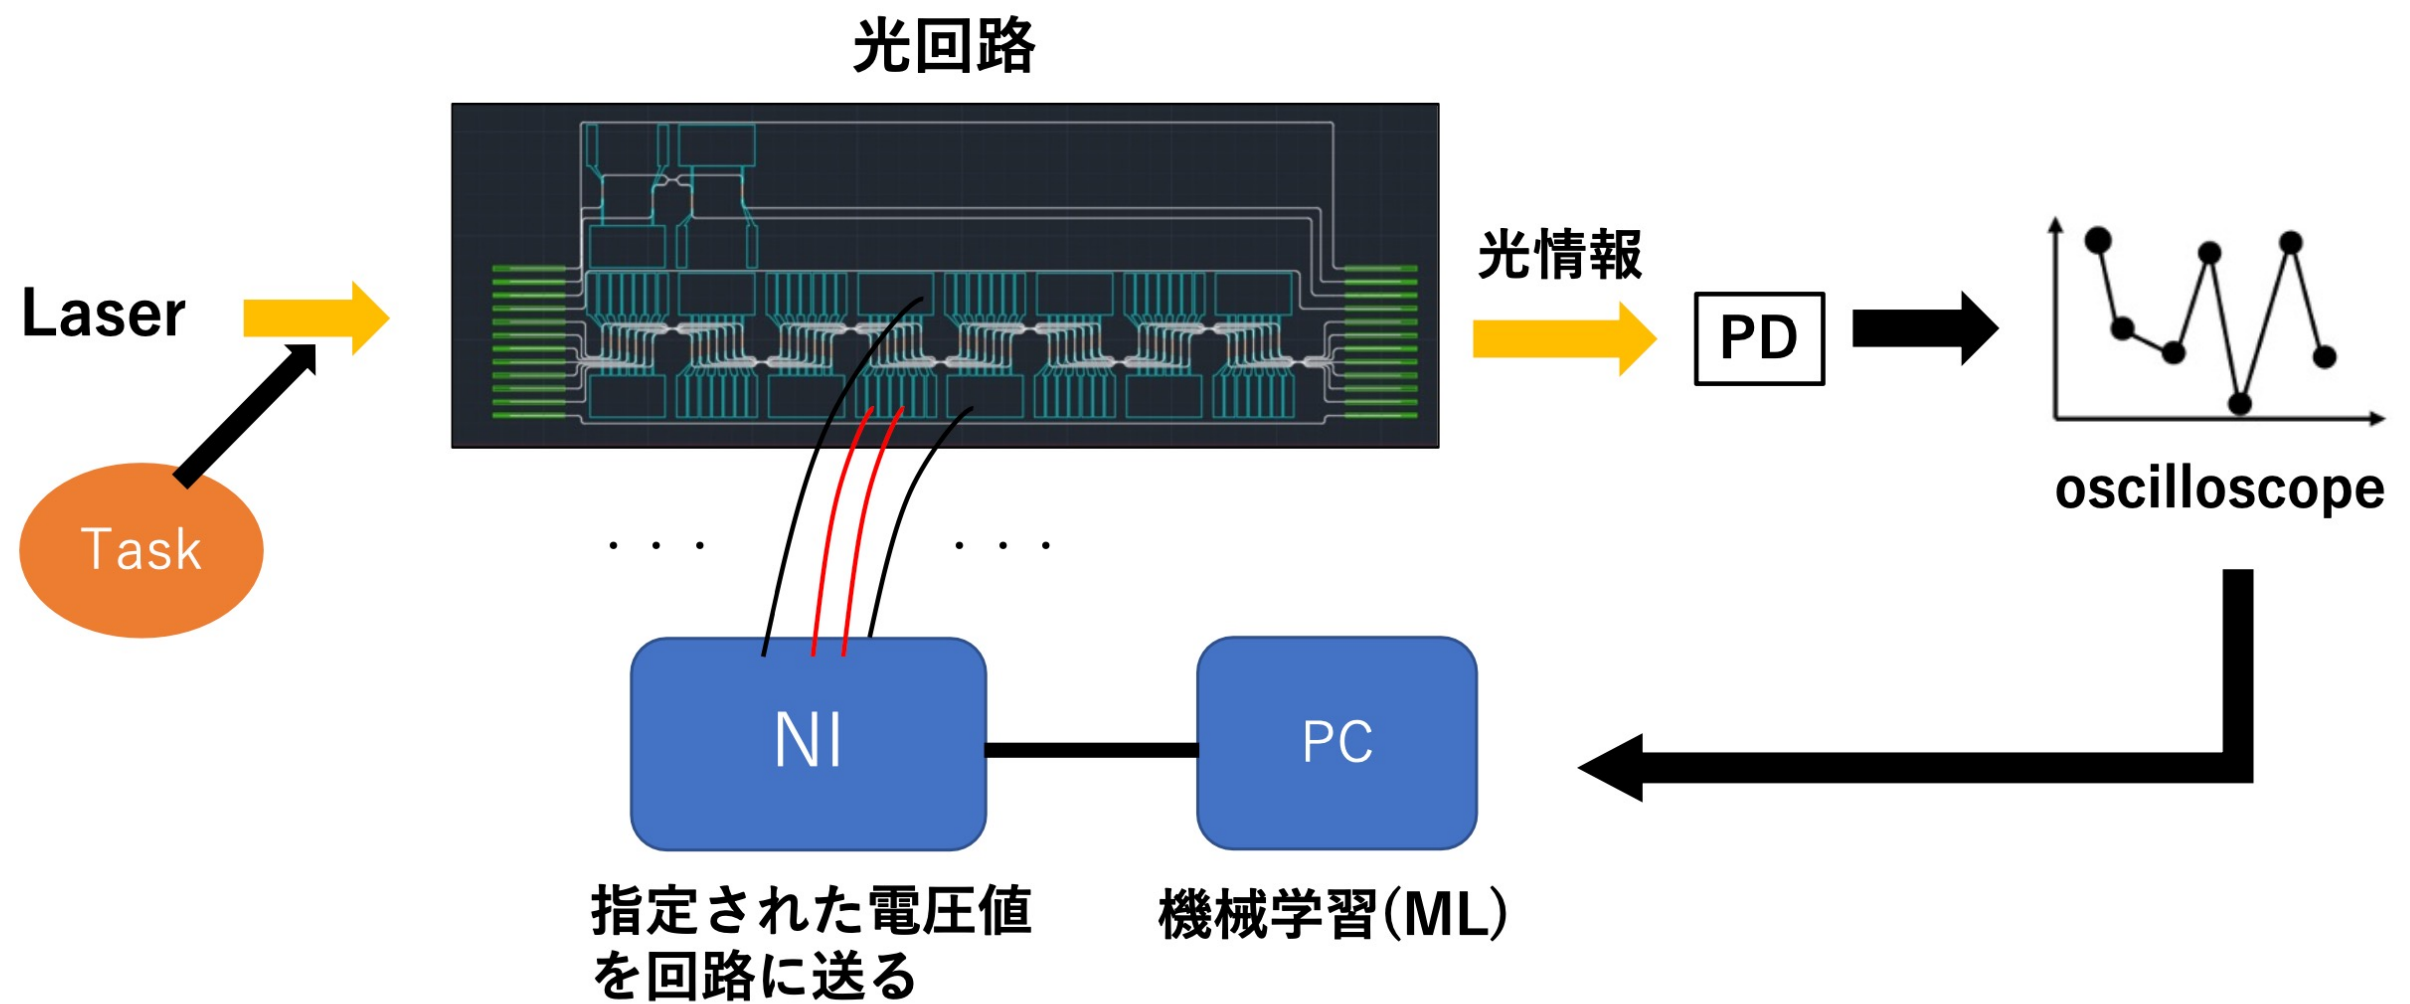 光回路
Laser
光情報
PD
Task
oscilloscope
・・・
・・・
NI
PC
指定された電圧値
を回路に送る
機械学習(ML)